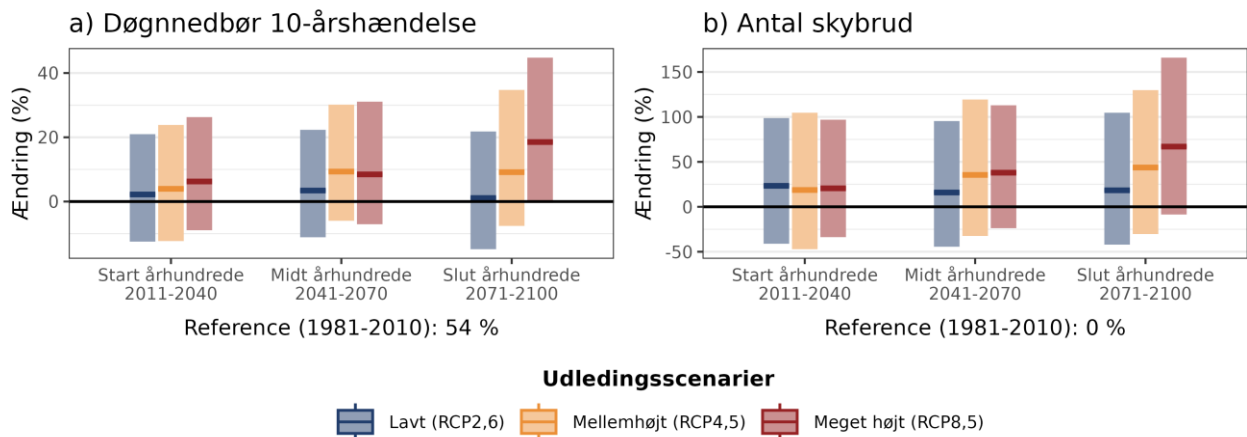 a) Døgnnedbør 10-årshændelse
Ændring (%)
40
20
0
Start århundrede
2011-2040
Midt århundrede
2041-2070
Slut århundrede
2071-2100
Reference (1981-2010): 54 %
b) Antal skybrud
Ændring (%)
150
100
50
0
-50
Start århundrede
2011-2040
Midt århundrede
2041-2070
Slut århundrede
2071-2100
Reference (1981-2010): 0 %
Udledingsscenarier
Lavt (RCP2,6)
Mellemhøjt (RCP4,5)
Meget højt (RCP8,5)